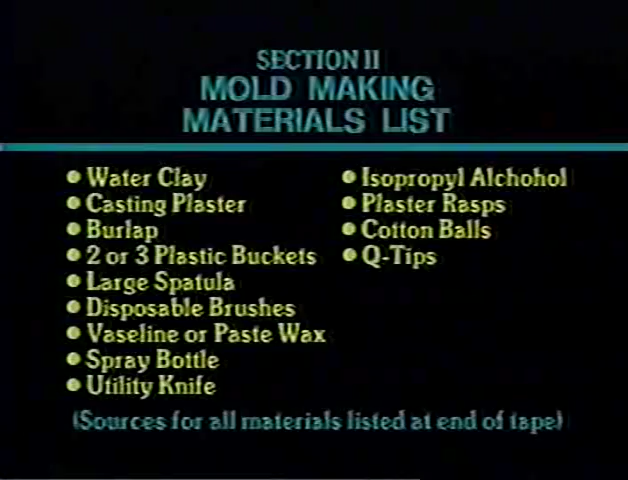 SECTION II
MOLD MAKING
MATERIALS LIST
Water Clay
Casting Plaster
Burlap
2 or 3 Plastic Buckets
Large Spatula
Disposable Brushes
Vaseline or Paste Wax
Spray Bottle
Utility Knife
Isopropyl Alchohol
Plaster Rasps
Cotton Balls
Q-Tips
(Sources for all materials listed at end of tape)